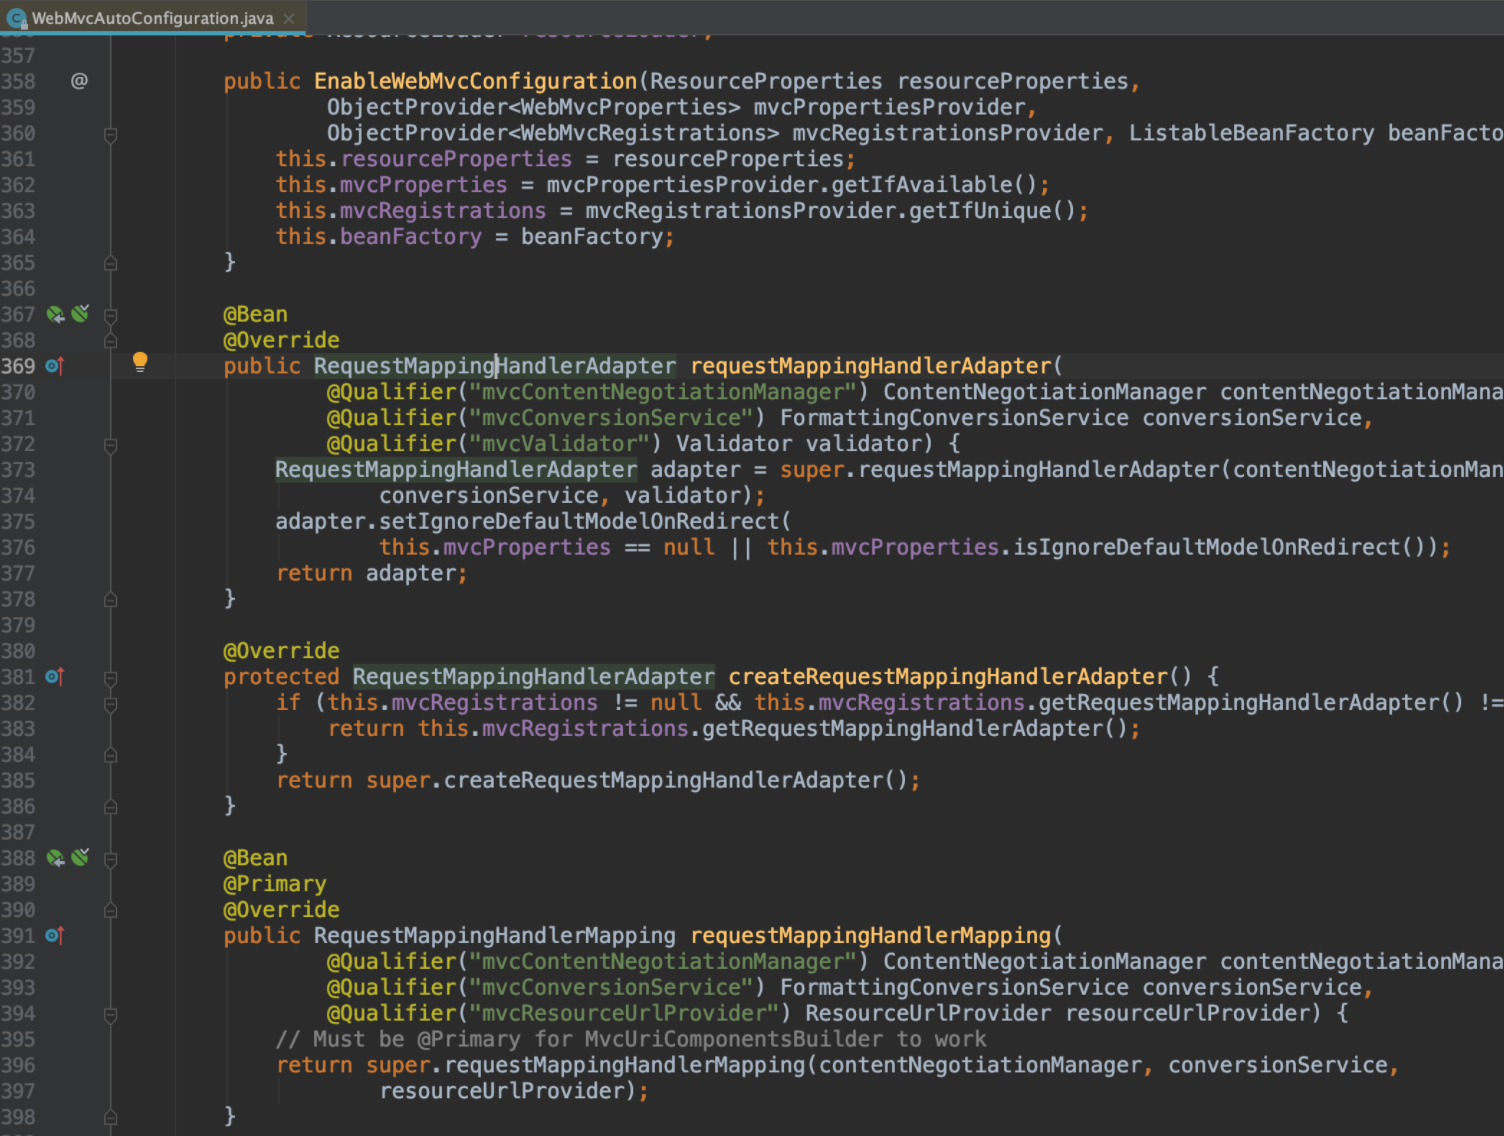 WebMvcAutoConfiguration.java
357
358 @ public EnableWebMvcConfiguration(ResourceProperties resourceProperties,
359 ObjectProvider<WebMvcProperties> mvcPropertiesProvider,
360 ObjectProvider<WebMvcRegistrations> mvcRegistrationsProvider, ListableBeanFactory beanFacto
361 this.resourceProperties = resourceProperties;
362 this.mvcProperties = mvcPropertiesProvider.getIfAvailable();
363 this.mvcRegistrations = mvcRegistrationsProvider.getIfUnique();
364 this.beanFactory = beanFactory;
365 }
366
367 @Bean
368 @Override
369 public RequestMappingHandlerAdapter requestMappingHandlerAdapter(
370 @Qualifier("mvcContentNegotiationManager") ContentNegotiationManager contentNegotiationMana
371 @Qualifier("mvcConversionService") FormattingConversionService conversionService,
372 @Qualifier("mvcValidator") Validator validator) {
373 RequestMappingHandlerAdapter adapter = super.requestMappingHandlerAdapter(contentNegotiationMan
374 conversionService, validator);
375 adapter.setIgnoreDefaultModelOnRedirect(
376 this.mvcProperties == null || this.mvcProperties.isIgnoreDefaultModelOnRedirect());
377 return adapter;
378 }
379
380 @Override
381 protected RequestMappingHandlerAdapter createRequestMappingHandlerAdapter() {
382 if (this.mvcRegistrations != null && this.mvcRegistrations.getRequestMappingHandlerAdapter() !=
383 return this.mvcRegistrations.getRequestMappingHandlerAdapter();
384 }
385 return super.createRequestMappingHandlerAdapter();
386 }
387
388 @Bean
389 @Primary
390 @Override
391 public RequestMappingHandlerMapping requestMappingHandlerMapping(
392 @Qualifier("mvcContentNegotiationManager") ContentNegotiationManager contentNegotiationMana
393 @Qualifier("mvcConversionService") FormattingConversionService conversionService,
394 @Qualifier("mvcResourceUrlProvider") ResourceUrlProvider resourceUrlProvider) {
395 // Must be @Primary for MvcUriComponentsBuilder to work
396 return super.requestMappingHandlerMapping(contentNegotiationManager, conversionService,
397 resourceUrlProvider);
398 }